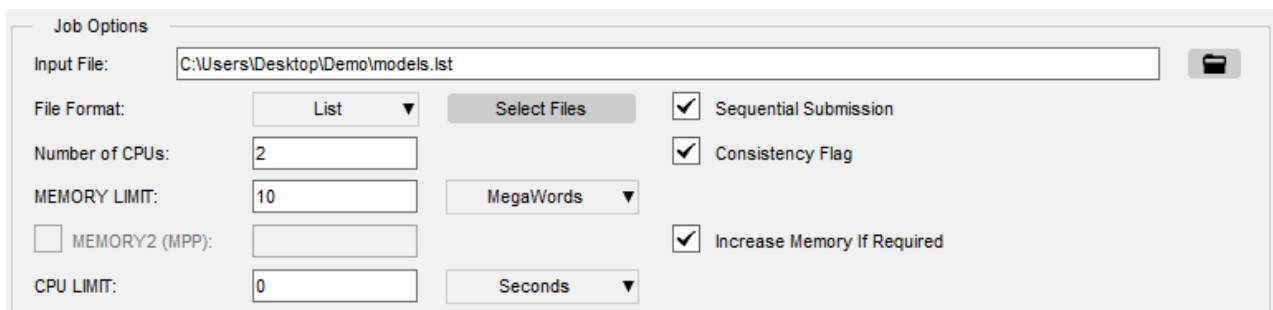 Job Options
Input File: C:\Users\Desktop\Demo\models.lst
File Format: List Select Files Sequential Submission
Number of CPUs: 2 Consistency Flag
MEMORY LIMIT: 10 MegaWords
MEMORY2 (MPP): Increase Memory If Required
CPU LIMIT: 0 Seconds